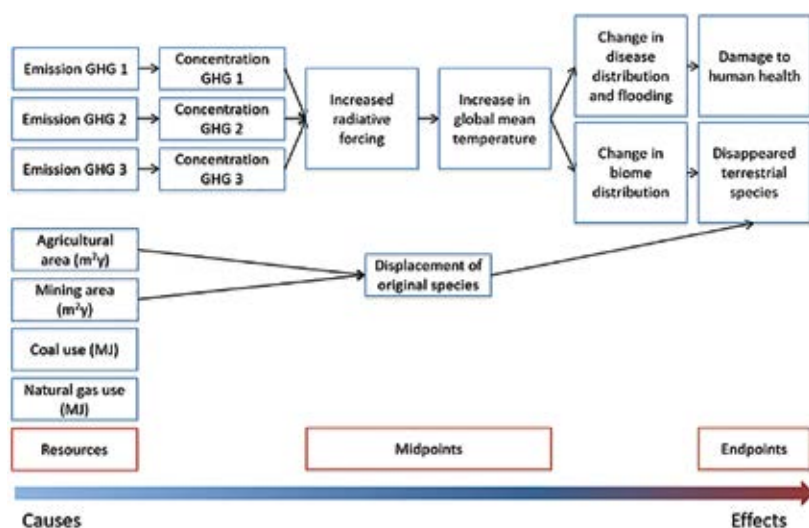 Emission GHG 1
Concentration
GHG 1
Emission GHG 2
Concentration
GHG 2
Emission GHG 3
Concentration
GHG 3
Increased
radiative
forcing
Increase in
global mean
temperature
Change in
disease
distribution
and flooding
Damage to
human health
Change in
biome
distribution
Disappeared
terrestrial
species
Agricultural
area (m²y)
Mining area
(m²y)
Displacement of
original species
Coal use (MJ)
Natural gas use
(MJ)
Resources
Midpoints
Endpoints
Causes
Effects